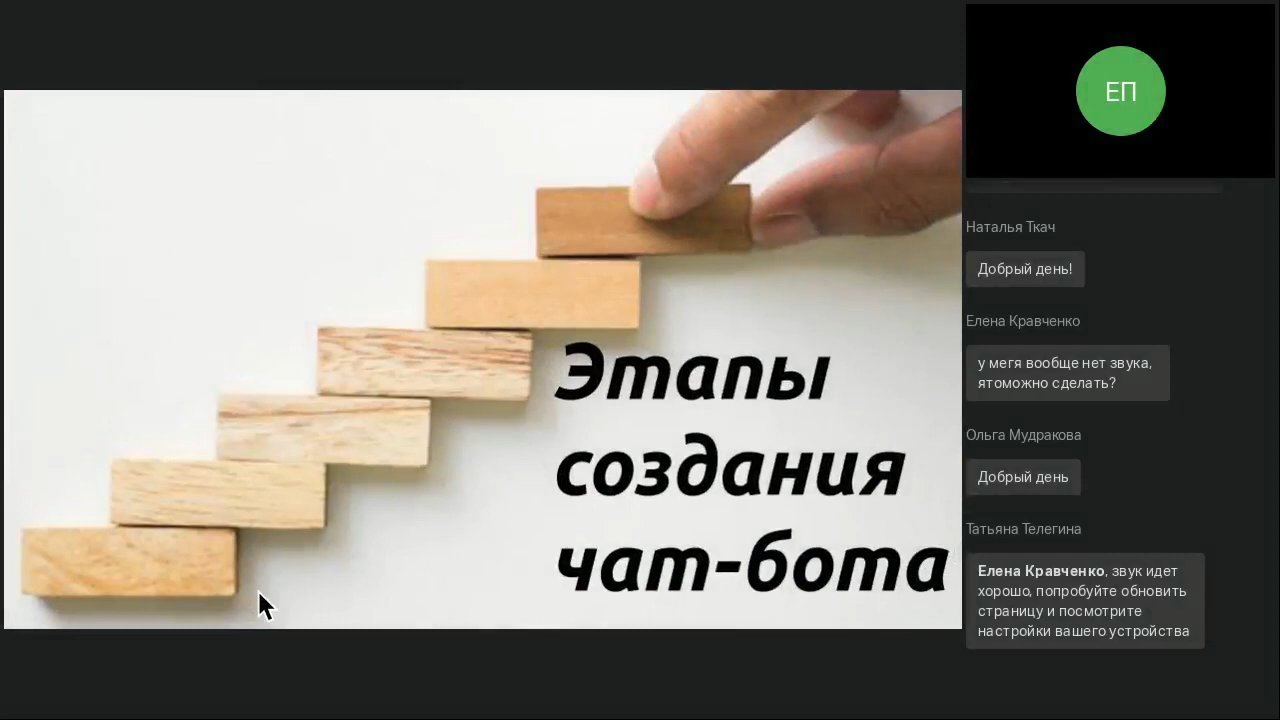 Этапы
создания
чат-бота
ЕП
Наталья Ткач
Добрый день!
Елена Кравченко
у мегя вообще нет звука,
ятоможно сделать?
Ольга Мудракова
Добрый день
Татьяна Телегина
Елена Кравченко, звук идет
хорошо, попробуйте обновить
страницу и посмотрите
настройки вашего устройства